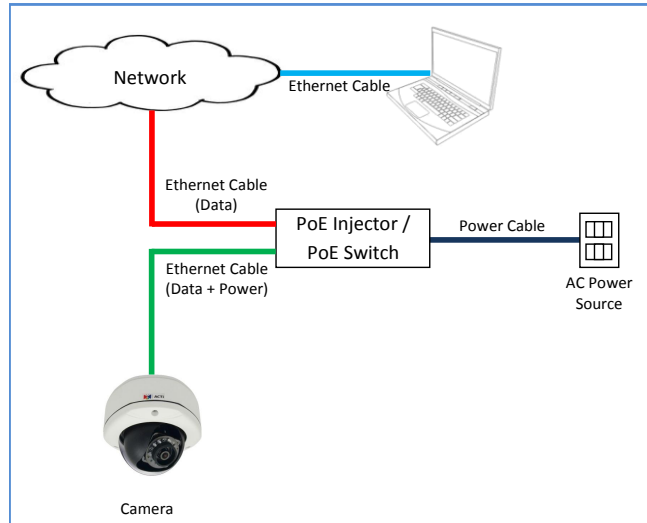 Network
Ethernet Cable
Ethernet Cable
(Data)
PoE Injector /
PoE Switch
Power Cable
Ethernet Cable
(Data + Power)
AC Power
Source
Camera